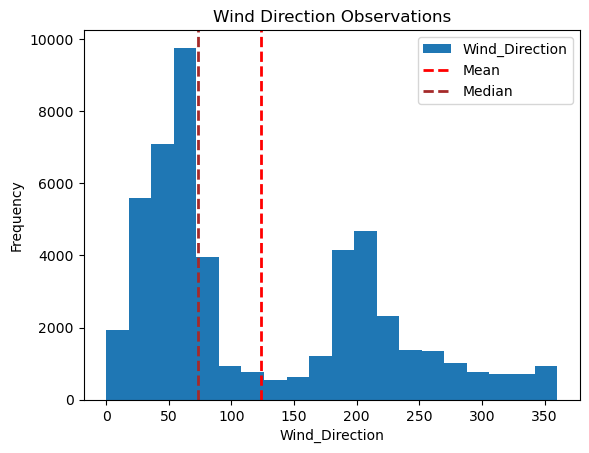 Wind Direction Observations
Wind_Direction
Mean
Median
Frequency
10000
8000
6000
4000
2000
0
0 50 100 150 200 250 300 350
Wind_Direction